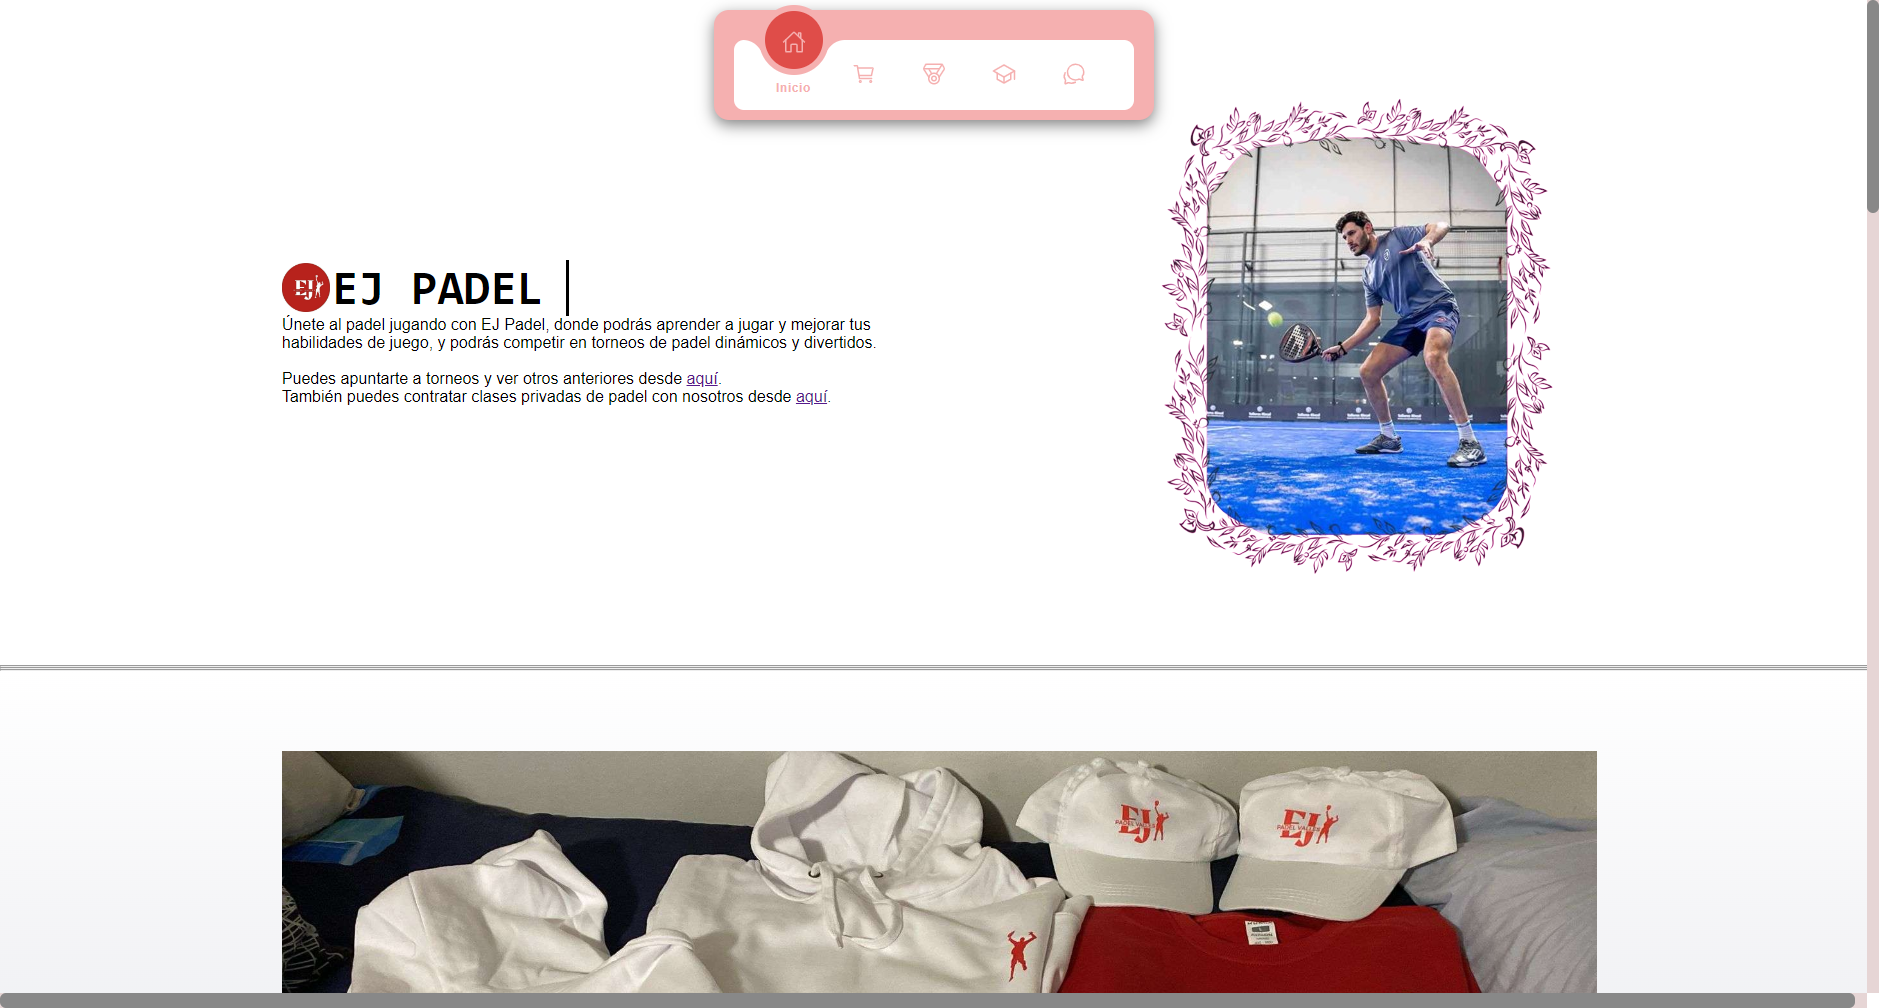 Inicio
EJ
EJ PADEL
Únete al padel jugando con EJ Padel, donde podrás aprender a jugar y mejorar tus
habilidades de juego, y podrás competir en torneos de padel dinámicos y divertidos.
Puedes apuntarte a torneos y ver otros anteriores desde aquí.
También puedes contratar clases privadas de padel con nosotros desde aquí.
EJ
PADEL VALLES
EJ
PADEL VALLES